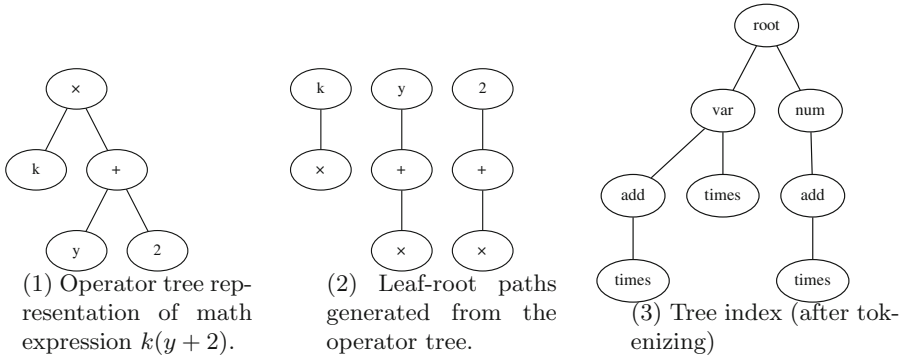 ×
k
+
y
2
(1) Operator tree rep-
resentation of math
expression k(y + 2).
k
y
2
×
+
+
×
×
(2) Leaf-root paths
generated from the
operator tree.
root
var
num
add
times
add
times
times
(3) Tree index (after tok-
enizing)